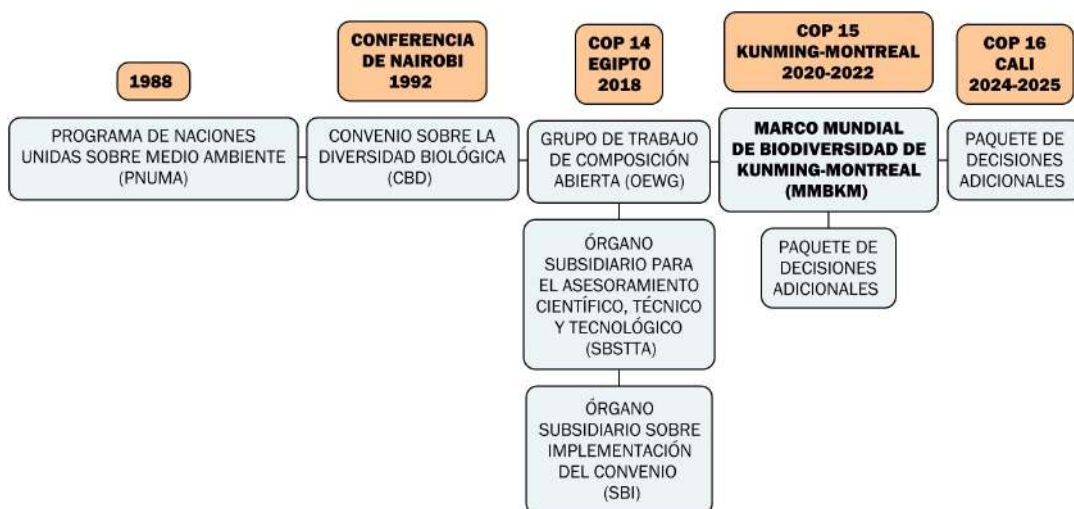 1988
PROGRAMA DE NACIONES
UNIDAS SOBRE MEDIO AMBIENTE
(PNUMA)
CONFERENCIA
DE NAIROBI
1992
CONVENIO SOBRE LA
DIVERSIDAD BIOLÓGICA
(CBD)
COP 14
EGIPTO
2018
GRUPO DE TRABAJO
DE COMPOSICIÓN
ABIERTA (OEWG)
ÓRGANO
SUBSIDIARIO PARA
EL ASESORAMIENTO
CIENTÍFICO, TÉCNICO
Y TECNOLÓGICO
(SBSTTA)
ÓRGANO
SUBSIDIARIO SOBRE
IMPLEMENTACIÓN
DEL CONVENIO
(SBI)
COP 15
KUNMING-MONTREAL
2020-2022
MARCO MUNDIAL
DE BIODIVERSIDAD DE
KUNMING-MONTREAL
(MMBKM)
PAQUETE DE
DECISIONES
ADICIONALES
COP 16
CALI
2024-2025
PAQUETE DE
DECISIONES
ADICIONALES